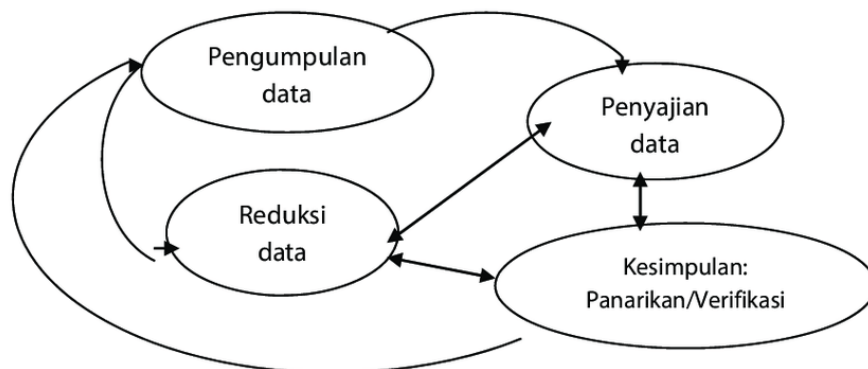 Pengumpulan
data
Penyajian
data
Reduksi
data
Kesimpulan:
Panarikan/Verifikasi